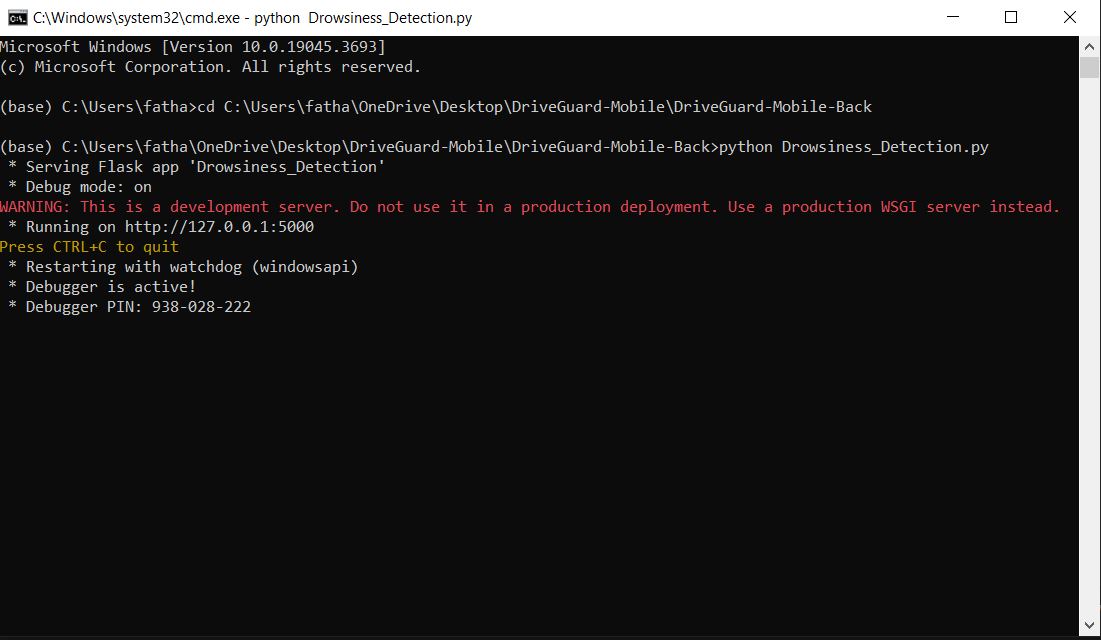 C:\Windows\system32\cmd.exe - python  Drowsiness_Detection.py
Microsoft Windows [Version 10.0.19045.3693]
(c) Microsoft Corporation. All rights reserved.
(base) C:\Users\fatha>cd C:\Users\fatha\OneDrive\Desktop\DriveGuard-Mobile\DriveGuard-Mobile-Back
(base) C:\Users\fatha\OneDrive\Desktop\DriveGuard-Mobile\DriveGuard-Mobile-Back>python Drowsiness_Detection.py
 * Serving Flask app 'Drowsiness_Detection'
 * Debug mode: on
WARNING: This is a development server. Do not use it in a production deployment. Use a production WSGI server instead.
 * Running on http://127.0.0.1:5000
Press CTRL+C to quit
 * Restarting with watchdog (windowsapi)
 * Debugger is active!
 * Debugger PIN: 938-028-222